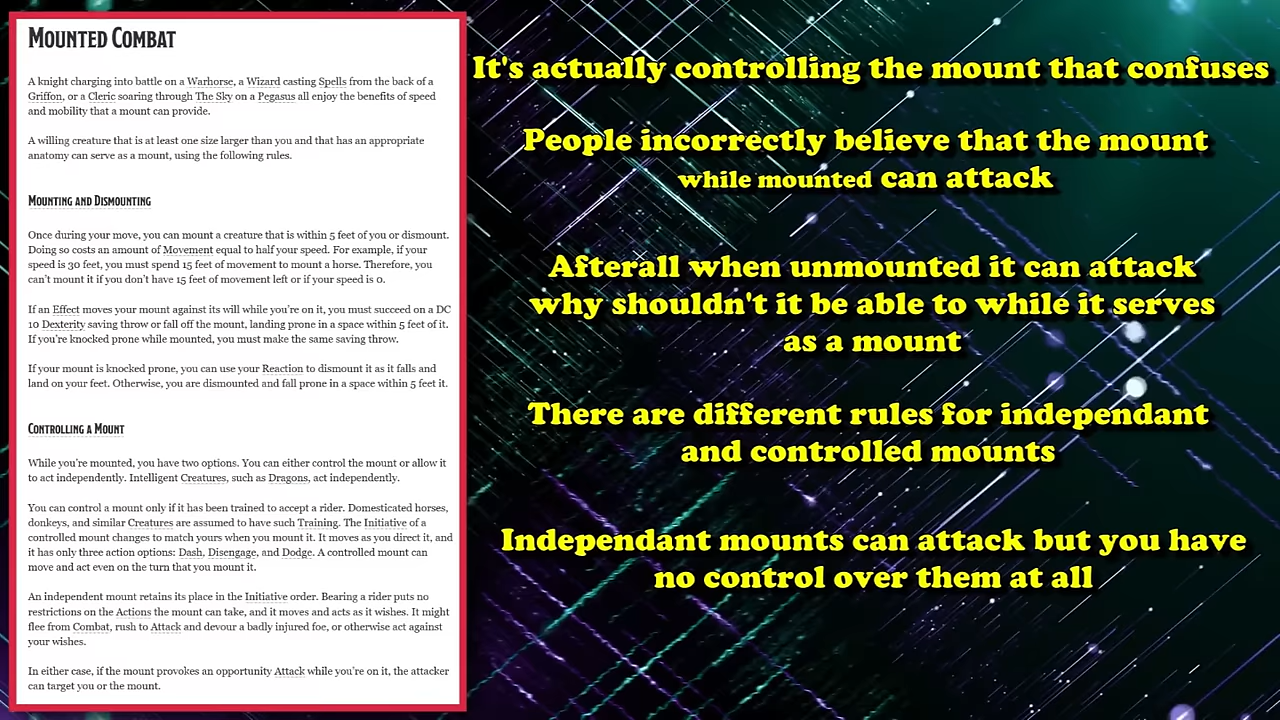 MOUNTED COMBAT
A knight charging into battle on a Warhorse, a Wizard casting Spells from the back of a
Griffon, or a Cleric soaring through The Sky on a Pegasus all enjoy the benefits of speed
and mobility that a mount can provide.
A willing creature that is at least one size larger than you and that has an appropriate
anatomy can serve as a mount, using the following rules.
MOUNTING AND DISMOUNTING
Once during your move, you can mount a creature that is within 5 feet of you or dismount.
Doing so costs an amount of Movement equal to half your speed. For example, if your
speed is 30 feet, you must spend 15 feet of movement to mount a horse. Therefore, you
can't mount it if you don't have 15 feet of movement left or if your speed is 0.
If an Effect moves your mount against its will while you're on it, you must succeed on a DC
10 Dexterity saving throw or fall off the mount, landing prone in a space within 5 feet of it.
If you're knocked prone while mounted, you must make the same saving throw.
If your mount is knocked prone, you can use your Reaction to dismount it as it falls and
land on your feet. Otherwise, you are dismounted and fall prone in a space within 5 feet it.
CONTROLLING A MOUNT
While you're mounted, you have two options. You can either control the mount or allow it
to act independently. Intelligent Creatures, such as Dragons, act independently.
You can control a mount only if it has been trained to accept a rider. Domesticated horses,
donkeys, and similar Creatures are assumed to have such Training. The Initiative of a
controlled mount changes to match yours when you mount it. It moves as you direct it, and
it has only three action options: Dash, Disengage, and Dodge. A controlled mount can
move and act even on the turn that you mount it.
An independent mount retains its place in the Initiative order. Bearing a rider puts no
restrictions on the Actions the mount can take, and it moves and acts as it wishes. It might
flee from Combat, rush to Attack and devour a badly injured foe, or otherwise act against
your wishes.
In either case, if the mount provokes an opportunity Attack while you're on it, the attacker
can target you or the mount.
It's actually controlling the mount that confuses
People incorrectly believe that the mount
while mounted can attack
Afterall when unmounted it can attack
why shouldn't it be able to while it serves
as a mount
There are different rules for independant
and controlled mounts
Independant mounts can attack but you have
no control over them at all